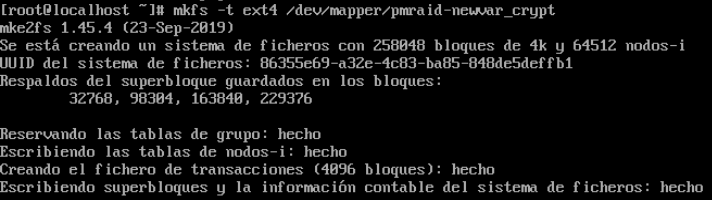 [root@localhost ~]# mkfs -t ext4 /dev/mapper/pmraid-newvar_crypt
mke2fs 1.45.4 (23-Sep-2019)
Se está creando un sistema de ficheros con 258048 bloques de 4k y 64512 nodos-i
UUID del sistema de ficheros: 86355e69-a32e-4c83-ba85-848de5deffb1
Respaldos del superbloque guardados en los bloques:
32768, 98304, 163840, 229376
Reservando las tablas de grupo: hecho
Escribiendo las tablas de nodos-i: hecho
Creando el fichero de transacciones (4096 bloques): hecho
Escribiendo superbloques y la información contable del sistema de ficheros: hecho